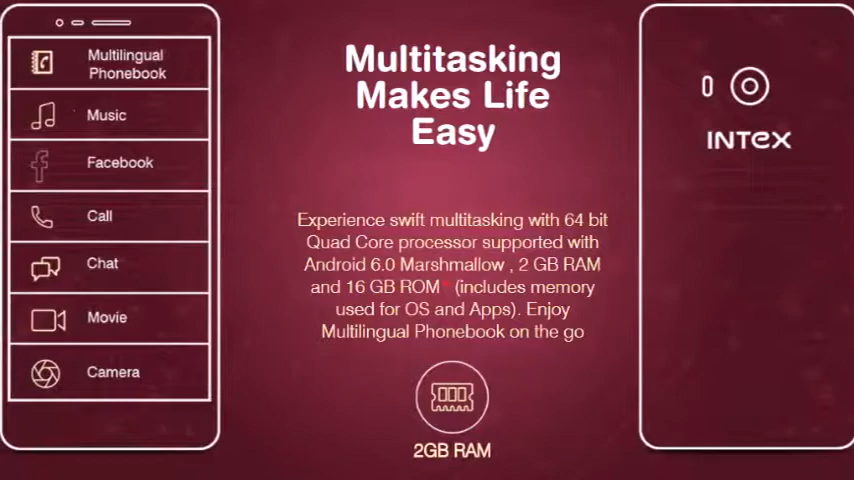 Multilingual
Phonebook
Music
Facebook
Call
Chat
Movie
Camera
Multitasking
Makes Life
Easy
Experience swift multitasking with 64 bit
Quad Core processor supported with
Android 6.0 Marshmallow , 2 GB RAM
and 16 GB ROM* (includes memory
used for OS and Apps). Enjoy
Multilingual Phonebook on the go
2GB RAM
INTEX